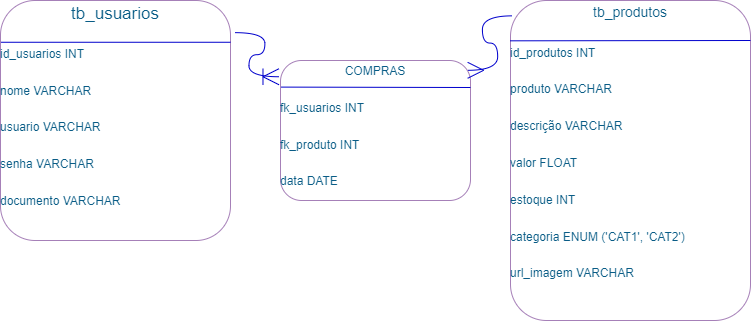 tb_usuarios
id_usuarios INT
nome VARCHAR
usuario VARCHAR
senha VARCHAR
documento VARCHAR
COMPRAS
fk_usuarios INT
fk_produto INT
data DATE
tb_produtos
id_produtos INT
produto VARCHAR
descrição VARCHAR
valor FLOAT
estoque INT
categoria ENUM ('CAT1', 'CAT2')
url_imagem VARCHAR